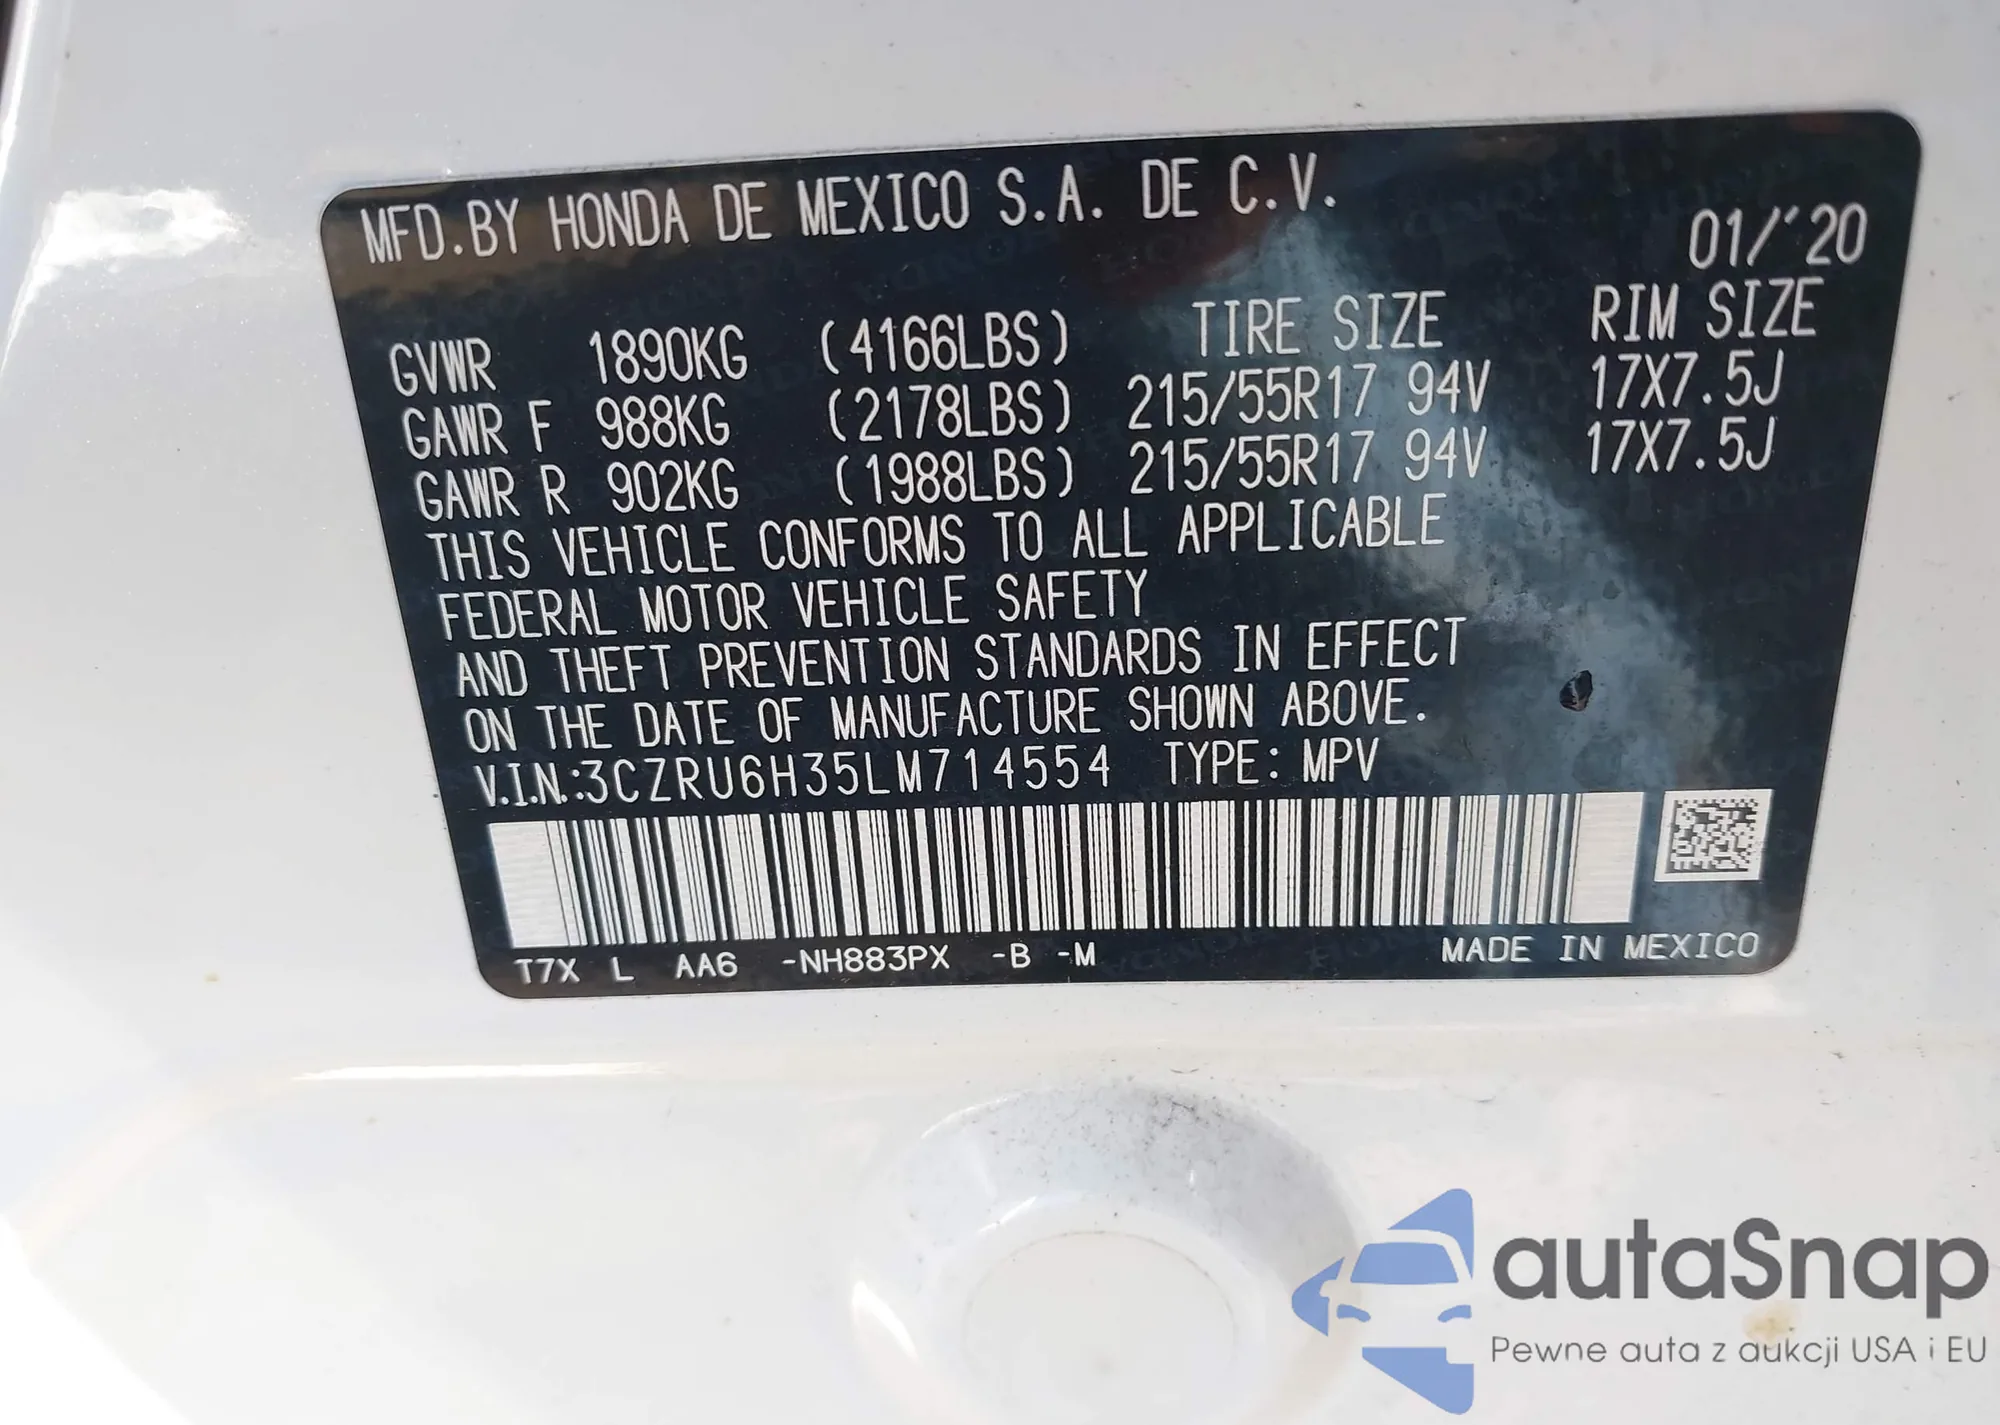 MFD.BY HONDA DE MEXICO S.A. DE C.V.
01/'20
GVWR 1890KG (4166LBS) TIRE SIZE RIM SIZE
GAWR F 988KG (2178LBS) 215/55R17 94V 17X7.5J
GAWR R 902KG (1988LBS) 215/55R17 94V 17X7.5J
THIS VEHICLE CONFORMS TO ALL APPLICABLE
FEDERAL MOTOR VEHICLE SAFETY
AND THEFT PREVENTION STANDARDS IN EFFECT
ON THE DATE OF MANUFACTURE SHOWN ABOVE.
V.I.N.:3CZRU6H35LM714554 TYPE: MPV
T7X L AA6 -NH883PX -B -M MADE IN MEXICO
autaSnap
Pewne auta z aukcji USA i EU